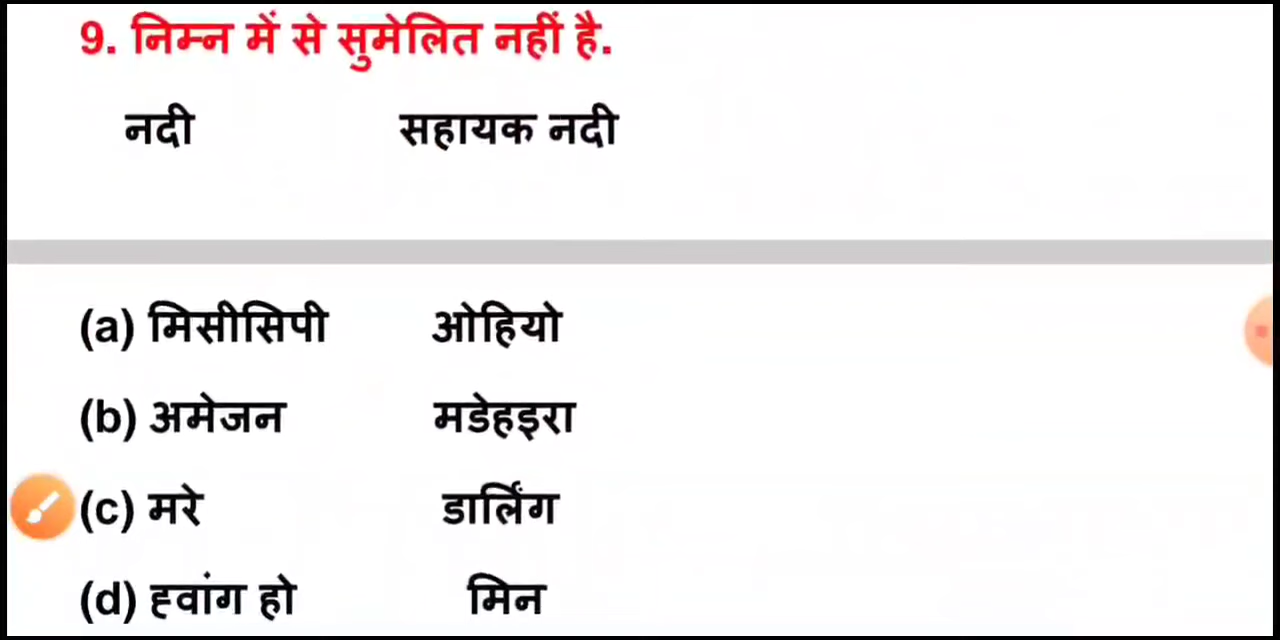 9. निम्न में से सुमेलित नहीं है.
नदी सहायक नदी
(a) मिसीसिपी ओहियो
(b) अमेजन मडेहइरा
(c) मरे डार्लिंग
(d) ह्वांग हो मिन